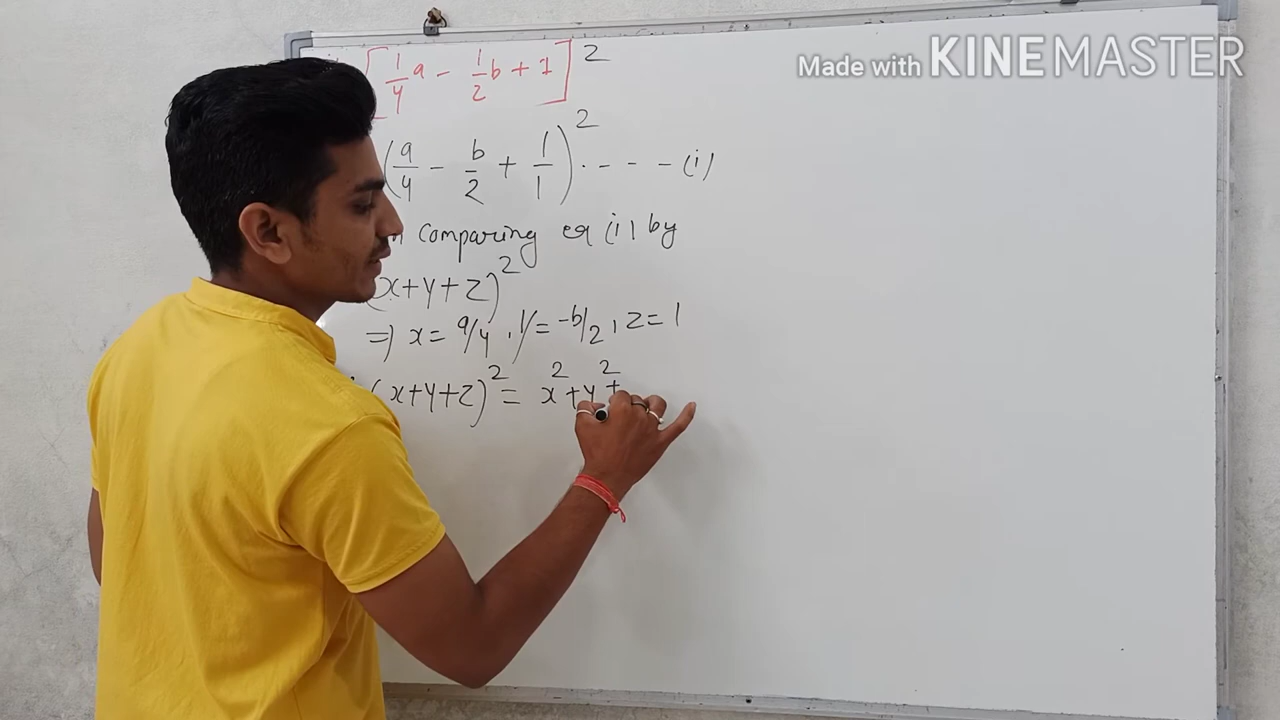 [1/4 a - 1/2 b + 1]²
Made with KINEMASTER
(a/4 - b/2 + 1/1)² - - - - (i)
comparing eq (i) by
(x+y+z)²
=> x = a/4, y = -b/2, z = 1
(x+y+z)² = x² + y² +